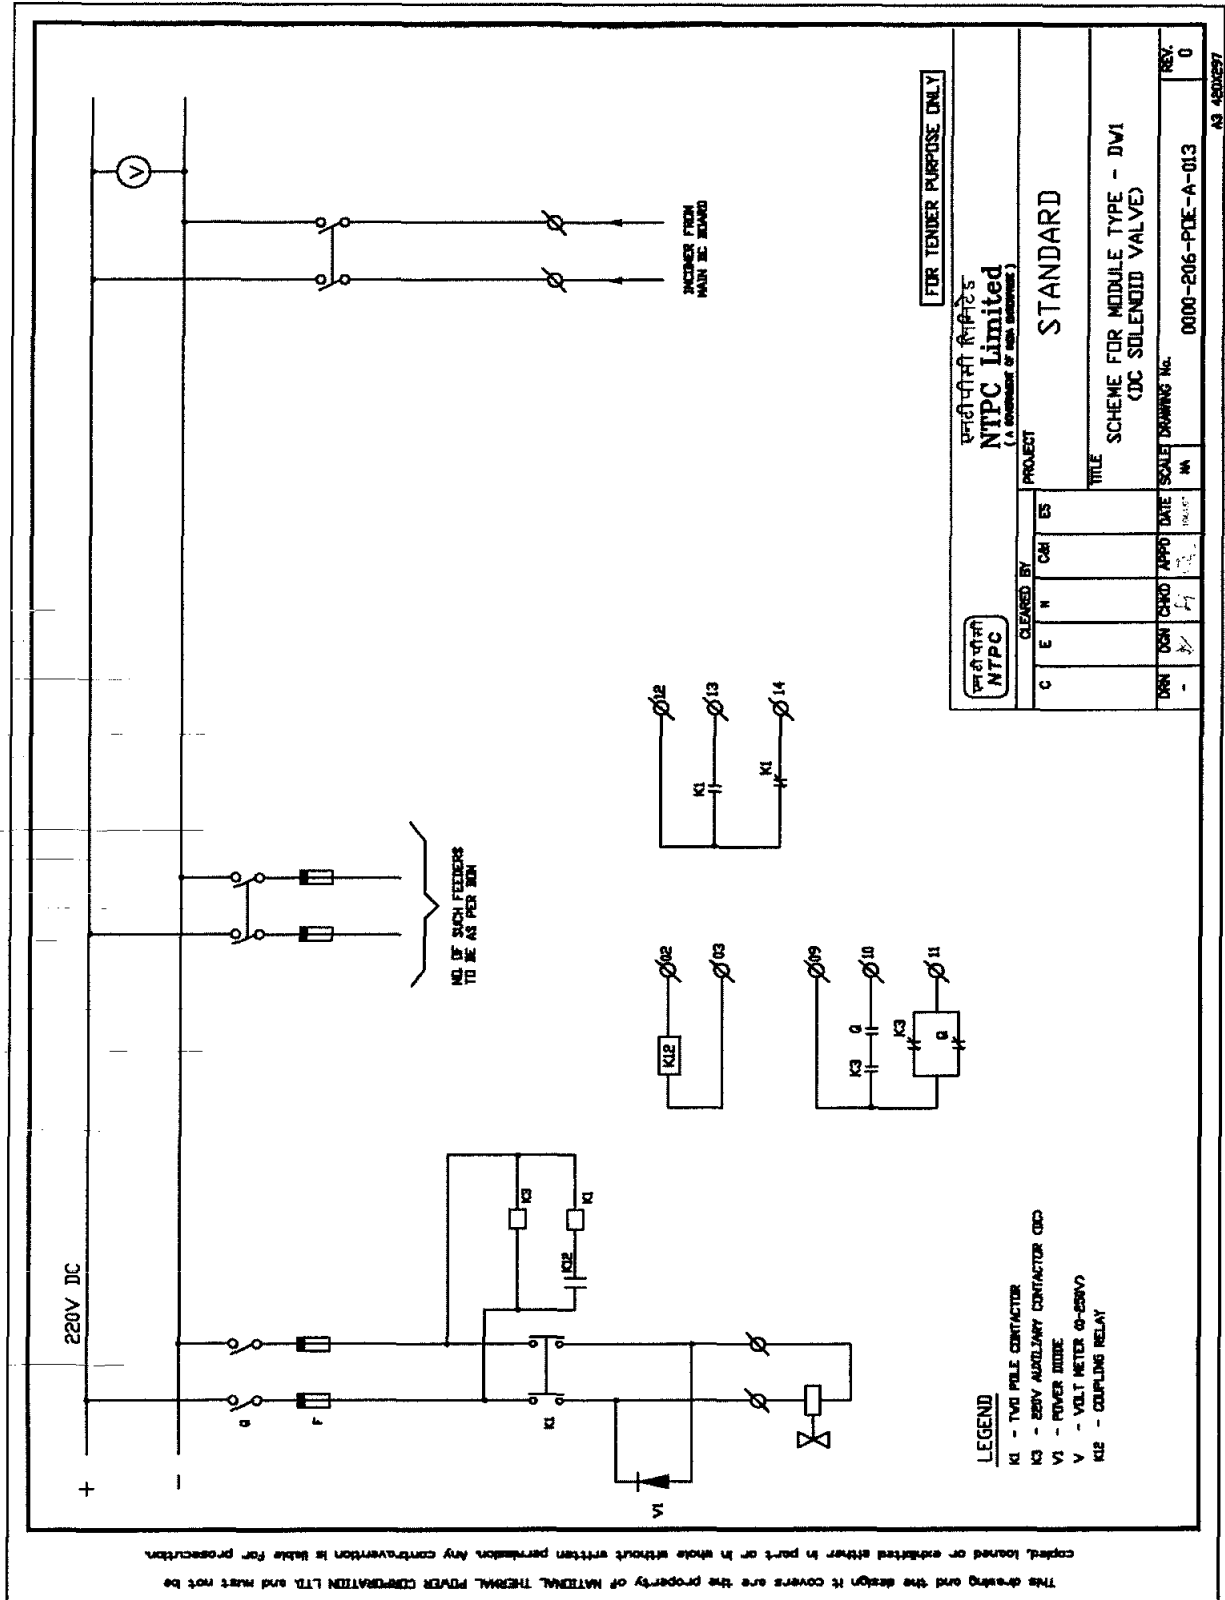 220V DC
+
-
V
INCOMER FROM
MAIN DC BOARD
NO. OF SUCH FEEDERS
TO BE AS PER BOM
Q
F
K1
V1
K3
K1
K12
K12
02
03
09
K3
Q
10
K3
Q
11
12
K1
13
K1
14
LEGEND
K1 - TWO POLE CONTACTOR
K3 - 220V AUXILIARY CONTACTOR (DC)
V1 - POWER DIODE
V - VOLT METER (0-250V)
K12 - COUPLING RELAY
FOR TENDER PURPOSE ONLY
एनटीपीसी लिमिटेड
NTPC Limited
( A GOVERNMENT OF INDIA ENTERPRISE )
एनटीपीसी
NTPC
CLEARED BY
C E M C&I ES
PROJECT
STANDARD
TITLE
SCHEME FOR MODULE TYPE - DW1
(DC SOLENOID VALVE)
DRN DGN CHKD APPD DATE SCALE DRAWING No. REV.
- NA 0000-206-POE-A-013 0
A3 420X297
This drawing and the design it covers are the property of NATIONAL THERMAL POWER CORPORATION LTD. and must not be
copied, loaned or exhibited either in part or in whole without written permission. Any contravention is liable for prosecution.